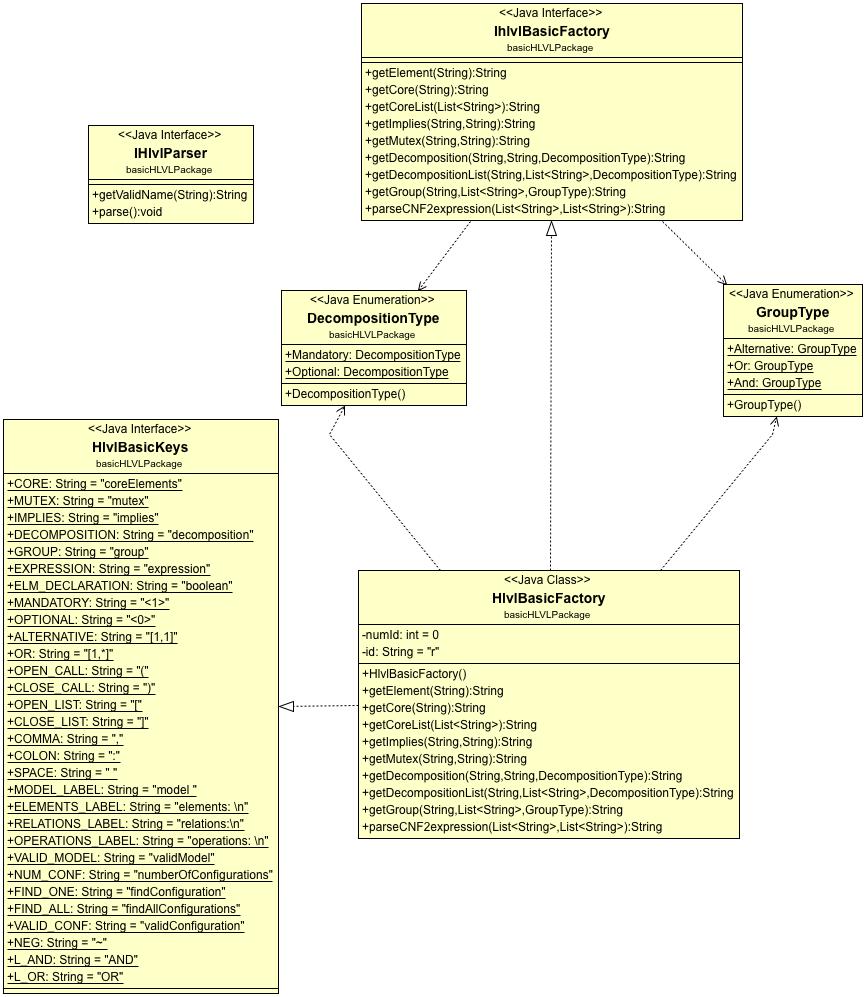 <<Java Interface>>
IhlvlBasicFactory
basicHLVLPackage
+getElement(String):String
+getCore(String):String
+getCoreList(List<String>):String
+getImplies(String,String):String
+getMutex(String,String):String
+getDecomposition(String,String,DecompositionType):String
+getDecompositionList(String,List<String>,DecompositionType):String
+getGroup(String,List<String>,GroupType):String
+parseCNF2expression(List<String>,List<String>):String
<<Java Interface>>
IHlvlParser
basicHLVLPackage
+getValidName(String):String
+parse():void
<<Java Enumeration>>
DecompositionType
basicHLVLPackage
+Mandatory: DecompositionType
+Optional: DecompositionType
+DecompositionType()
<<Java Enumeration>>
GroupType
basicHLVLPackage
+Alternative: GroupType
+Or: GroupType
+And: GroupType
+GroupType()
<<Java Interface>>
HlvlBasicKeys
basicHLVLPackage
+CORE: String = "coreElements"
+MUTEX: String = "mutex"
+IMPLIES: String = "implies"
+DECOMPOSITION: String = "decomposition"
+GROUP: String = "group"
+EXPRESSION: String = "expression"
+ELM_DECLARATION: String = "boolean"
+MANDATORY: String = "<1>"
+OPTIONAL: String = "<0>"
+ALTERNATIVE: String = "[1,1]"
+OR: String = "[1,*]"
+OPEN_CALL: String = "("
+CLOSE_CALL: String = ")"
+OPEN_LIST: String = "["
+CLOSE_LIST: String = "]"
+COMMA: String = ","
+COLON: String = ":"
+SPACE: String = " "
+MODEL_LABEL: String = "model "
+ELEMENTS_LABEL: String = "elements: \n"
+RELATIONS_LABEL: String = "relations:\n"
+OPERATIONS_LABEL: String = "operations: \n"
+VALID_MODEL: String = "validModel"
+NUM_CONF: String = "numberOfConfigurations"
+FIND_ONE: String = "findConfiguration"
+FIND_ALL: String = "findAllConfigurations"
+VALID_CONF: String = "validConfiguration"
+NEG: String = "~"
+L_AND: String = "AND"
+L_OR: String = "OR"
<<Java Class>>
HlvlBasicFactory
basicHLVLPackage
-numId: int = 0
-id: String = "r"
+HlvlBasicFactory()
+getElement(String):String
+getCore(String):String
+getCoreList(List<String>):String
+getImplies(String,String):String
+getMutex(String,String):String
+getDecomposition(String,String,DecompositionType):String
+getDecompositionList(String,List<String>,DecompositionType):String
+getGroup(String,List<String>,GroupType):String
+parseCNF2expression(List<String>,List<String>):String